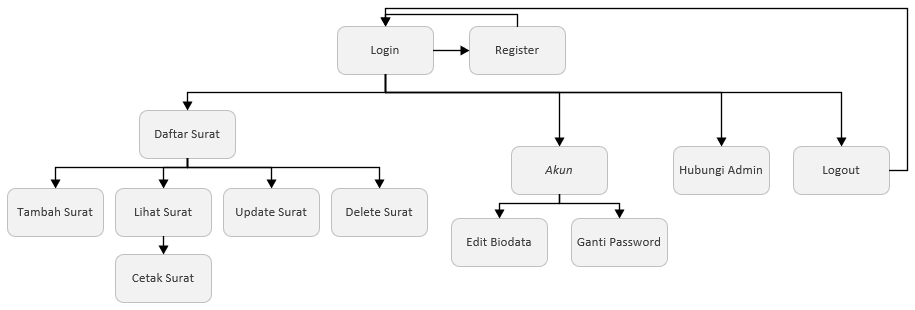 Login
Register
Daftar Surat
Akun
Hubungi Admin
Logout
Tambah Surat
Lihat Surat
Update Surat
Delete Surat
Edit Biodata
Ganti Password
Cetak Surat